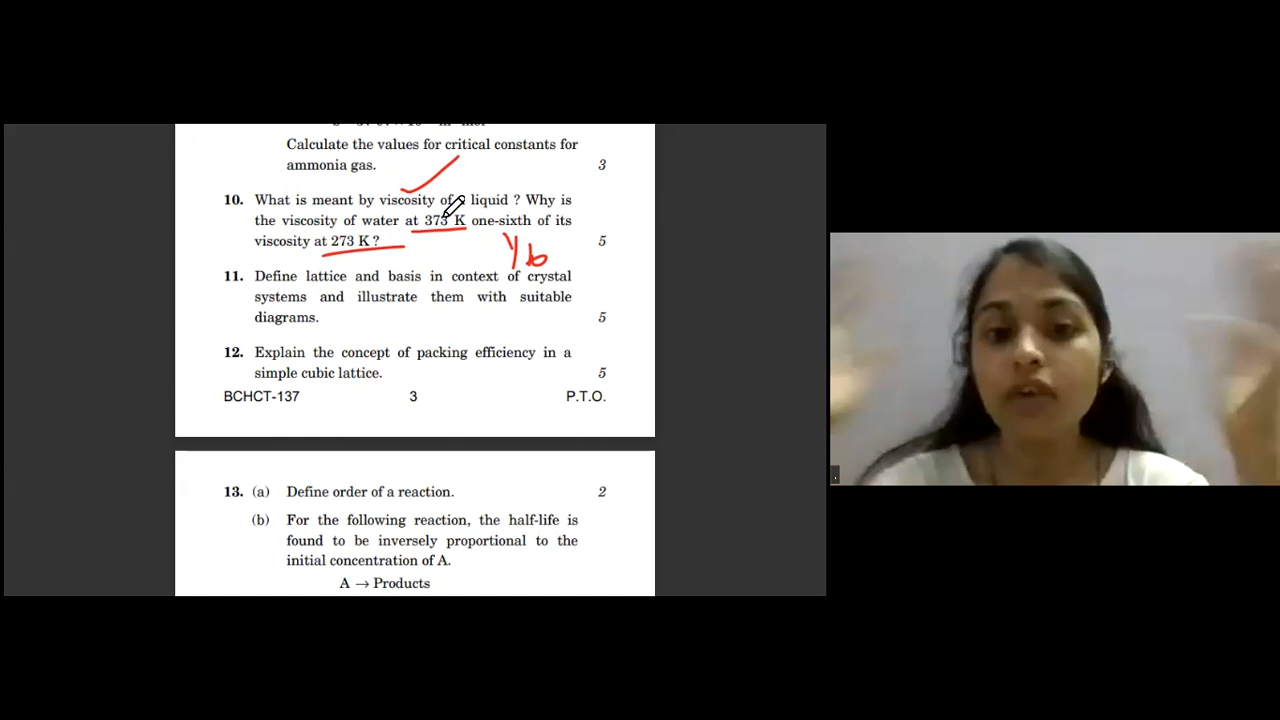 Calculate the values for critical constants for
ammonia gas. 3
10. What is meant by viscosity of liquid ? Why is
the viscosity of water at 373 K one-sixth of its
viscosity at 273 K ? 5
1/6
11. Define lattice and basis in context of crystal
systems and illustrate them with suitable
diagrams. 5
12. Explain the concept of packing efficiency in a
simple cubic lattice. 5
BCHCT-137 3 P.T.O.
13. (a) Define order of a reaction. 2
(b) For the following reaction, the half-life is
found to be inversely proportional to the
initial concentration of A.
A → Products